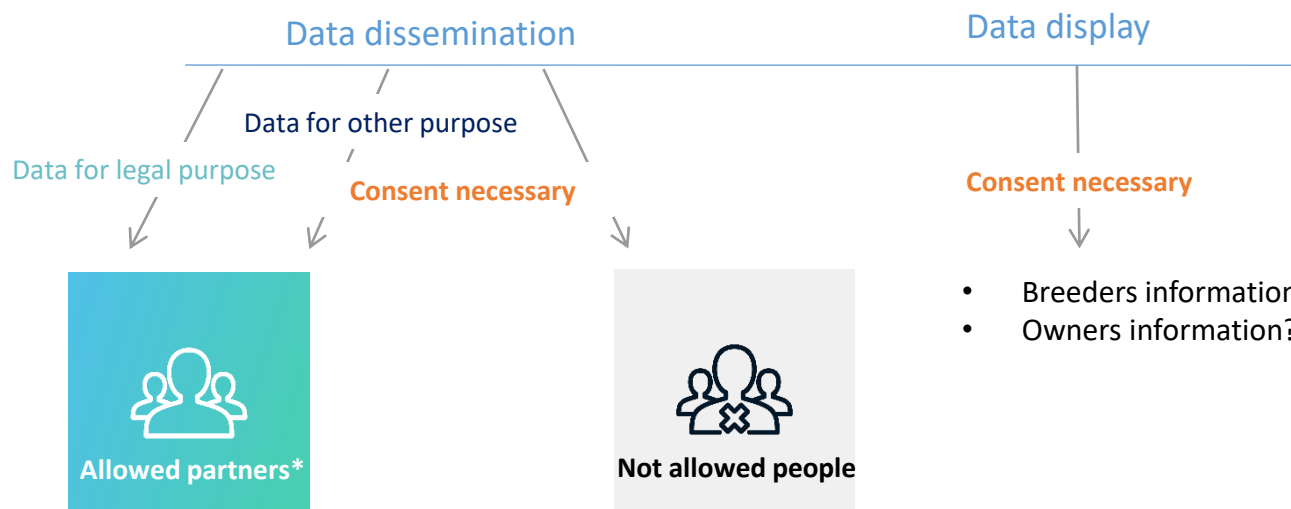 Data dissemination
Data display
Data for other purpose
Data for legal purpose
Consent necessary
Consent necessary
• Breeders information
• Owners information?
Allowed partners*
Not allowed people